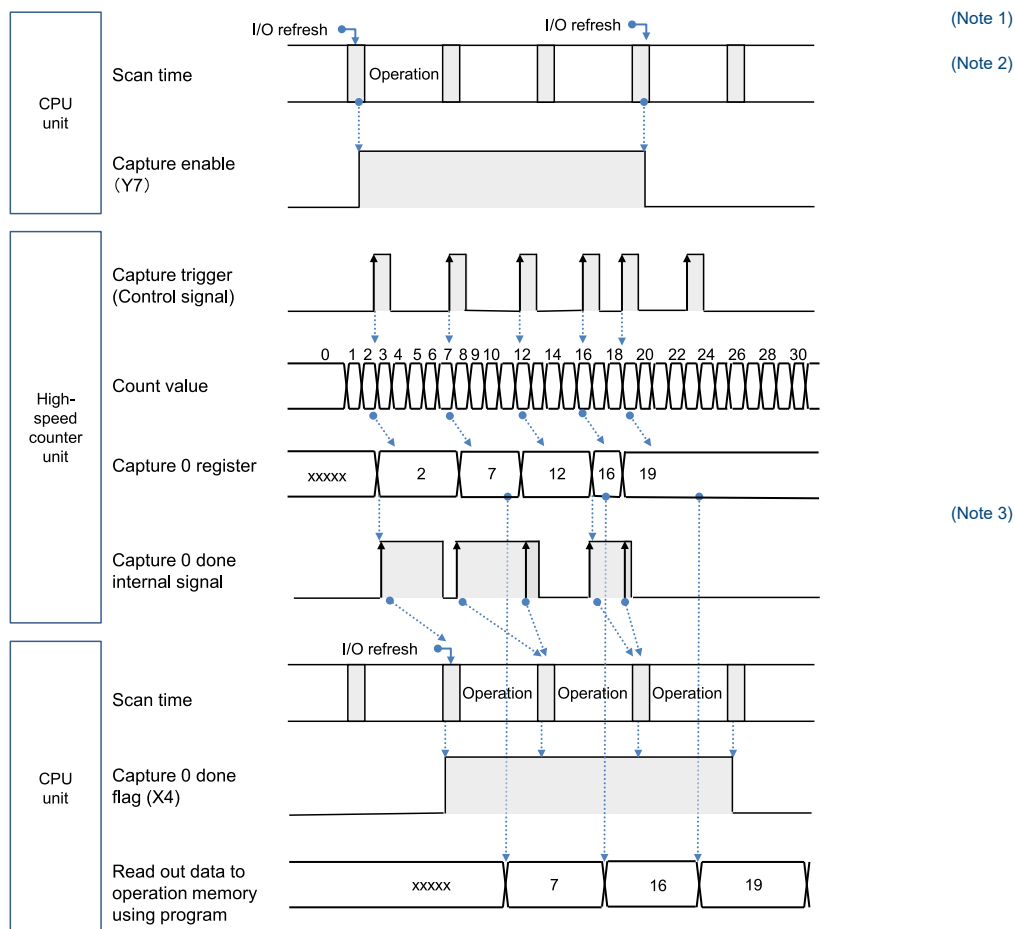 (Note 1)
I/O refresh
I/O refresh
(Note 2)
Scan time
Operation
CPU
unit
Capture enable
(Y7)
Capture trigger
(Control signal)
0 1 2 3 4 5 6 7 8 9 10 12 14 16 18 20 22 24 26 28 30
Count value
High-
speed
counter
unit
Capture 0 register
xxxxx 2 7 12 16 19
(Note 3)
Capture 0 done
internal signal
I/O refresh
Scan time
Operation Operation Operation
CPU
unit
Capture 0 done
flag (X4)
Read out data to
operation memory
using program
xxxxx 7 16 19